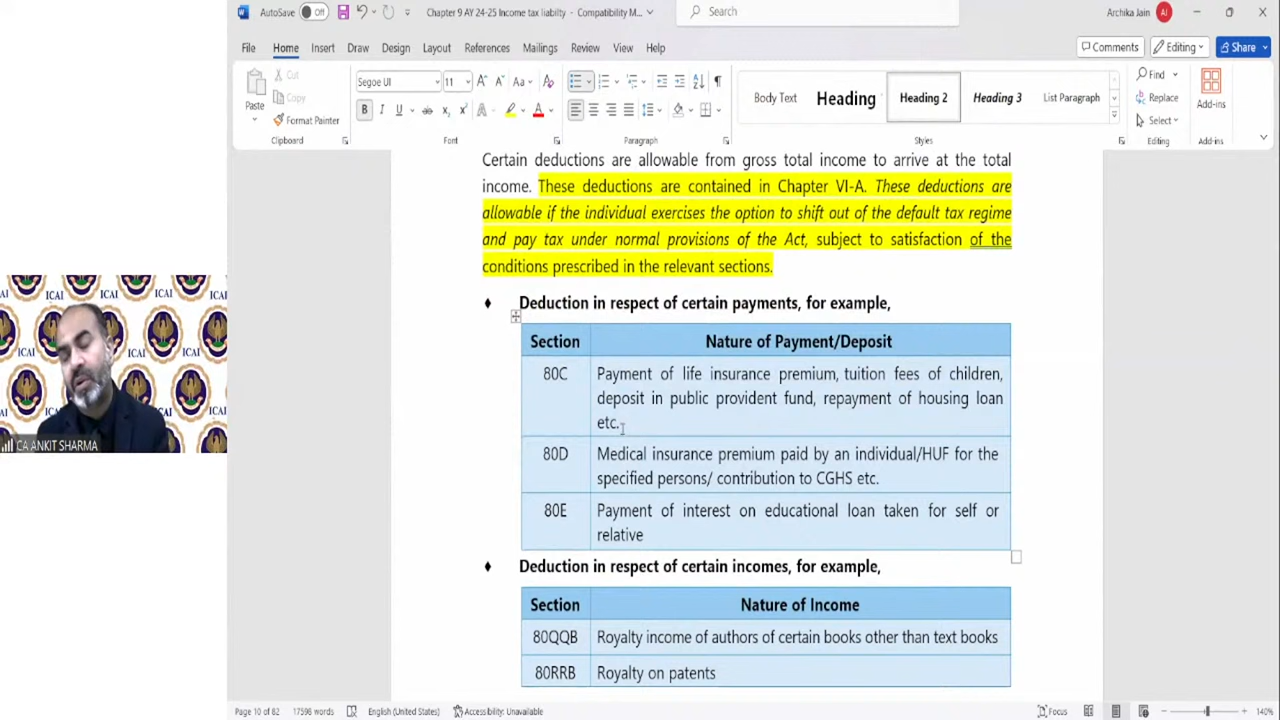 AutoSave Off Chapter 9 AY 24-25 Income tax liabilty - Compatibility M... Search Archika Jain AJ
File Home Insert Draw Design Layout References Mailings Review View Help Comments Editing Share
Paste Cut Copy Format Painter
Segoe UI 11
Body Text Heading Heading 2 Heading 3 List Paragraph
Find Replace Select Add-ins
Clipboard Font Paragraph Styles Editing Add-ins
Certain deductions are allowable from gross total income to arrive at the total
income. These deductions are contained in Chapter VI-A. These deductions are
allowable if the individual exercises the option to shift out of the default tax regime
and pay tax under normal provisions of the Act, subject to satisfaction of the
conditions prescribed in the relevant sections.
♦ Deduction in respect of certain payments, for example,
Section Nature of Payment/Deposit
80C Payment of life insurance premium, tuition fees of children,
deposit in public provident fund, repayment of housing loan
etc.
80D Medical insurance premium paid by an individual/HUF for the
specified persons/ contribution to CGHS etc.
80E Payment of interest on educational loan taken for self or
relative
♦ Deduction in respect of certain incomes, for example,
Section Nature of Income
80QQB Royalty income of authors of certain books other than text books
80RRB Royalty on patents
ICAI ICAI ICAI
CA ANKIT SHARMA
Page 10 of 82 17598 words English (United States) Accessibility: Unavailable Focus 140%